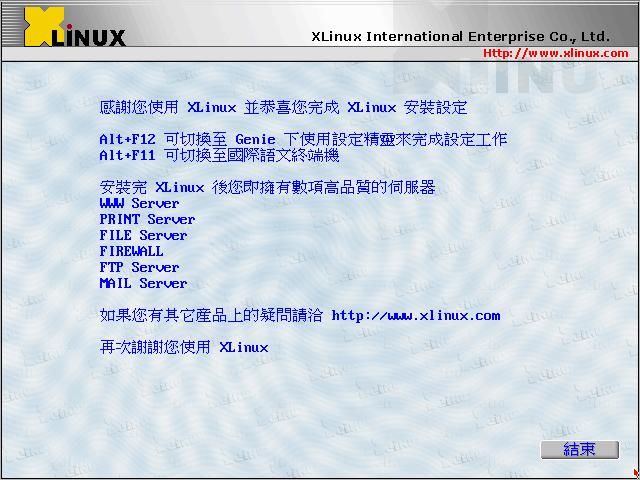 XLINUX
XLinux International Enterprise Co., Ltd.
Http://www.xlinux.com
感謝您使用 XLinux 並恭喜您完成 XLinux 安裝設定
Alt+F12 可切換至 Genie 下使用設定精靈來完成設定工作
Alt+F11 可切換至國際語文終端機
安裝完 XLinux 後您即擁有數項高品質的伺服器
WWW Server
PRINT Server
FILE Server
FIREWALL
FTP Server
MAIL Server
如果您有其它產品上的疑問請洽 http://www.xlinux.com
再次謝謝您使用 XLinux
結束